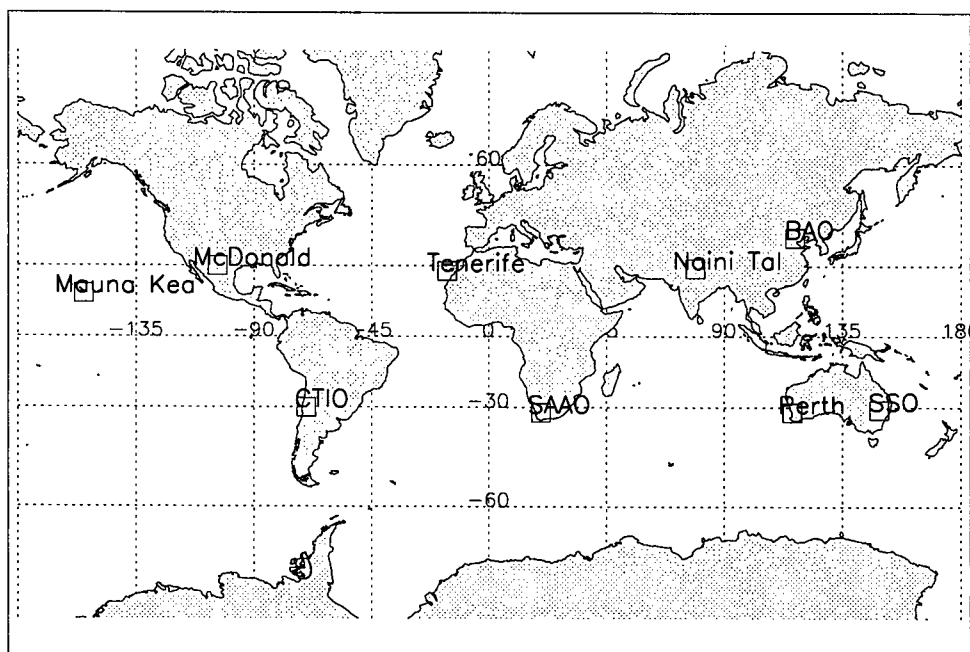 60
BAO
McDonald
Tenerife
Naini Tal
Mauna Kea
-135 -90 -45 0 90 135 180
CTIO
-30
SAAO
Perth
SSO
-60